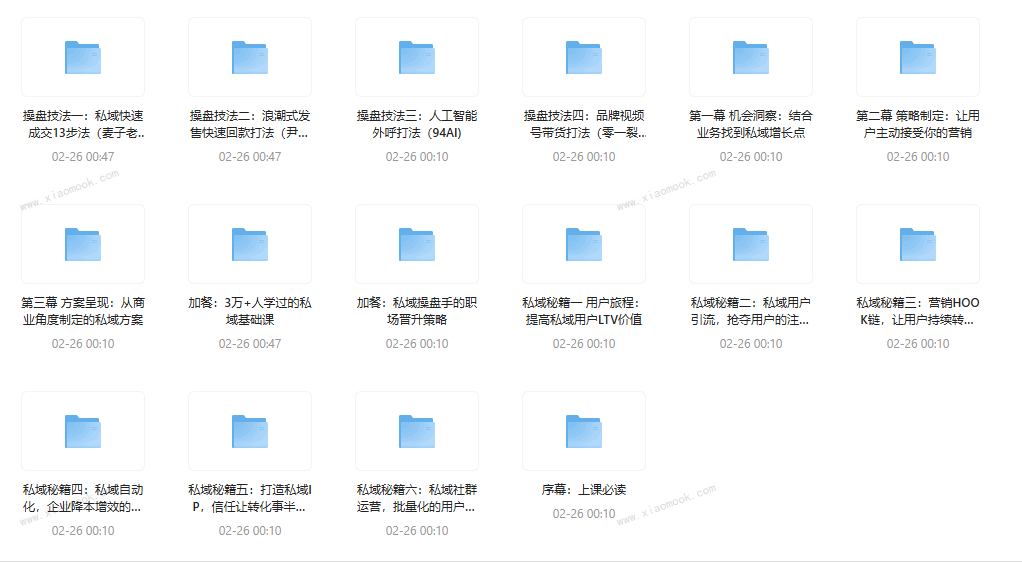 操盘技法一：私域快速
成交13步法（麦子老..
02-26 00:47
操盘技法二：浪潮式发
售快速回款打法（尹...
02-26 00:47
操盘技法三：人工智能
外呼打法（94AI)
02-26 00:10
操盘技法四：品牌视频
号带货打法（零一裂...
02-26 00:10
第一幕 机会洞察：结合
业务找到私域增长点
02-26 00:10
第二幕 策略制定：让用
户主动接受你的营销
02-26 00:10
www.xiaomook.com
www.xiaomook.com
第三幕 方案呈现：从商
业角度制定的私域方案
02-26 00:10
加餐：3万+人学过的私
域基础课
02-26 00:47
加餐：私域操盘手的职
场晋升策略
02-26 00:10
私域秘籍一 用户旅程：
提高私域用户LTV价值
02-26 00:10
私域秘籍二：私域用户
引流，抢夺用户的注...
02-26 00:10
私域秘籍三：营销HOO
K链，让用户持续转...
02-26 00:10
私域秘籍四：私域自动
化，企业降本增效的...
02-26 00:10
私域秘籍五：打造私域I
P，信任让转化事半...
02-26 00:10
私域秘籍六：私域社群
运营，批量化的用户...
02-26 00:10
序幕：上课必读
02-26 00:10
www.xiaomook.com
www.xiaomook.com